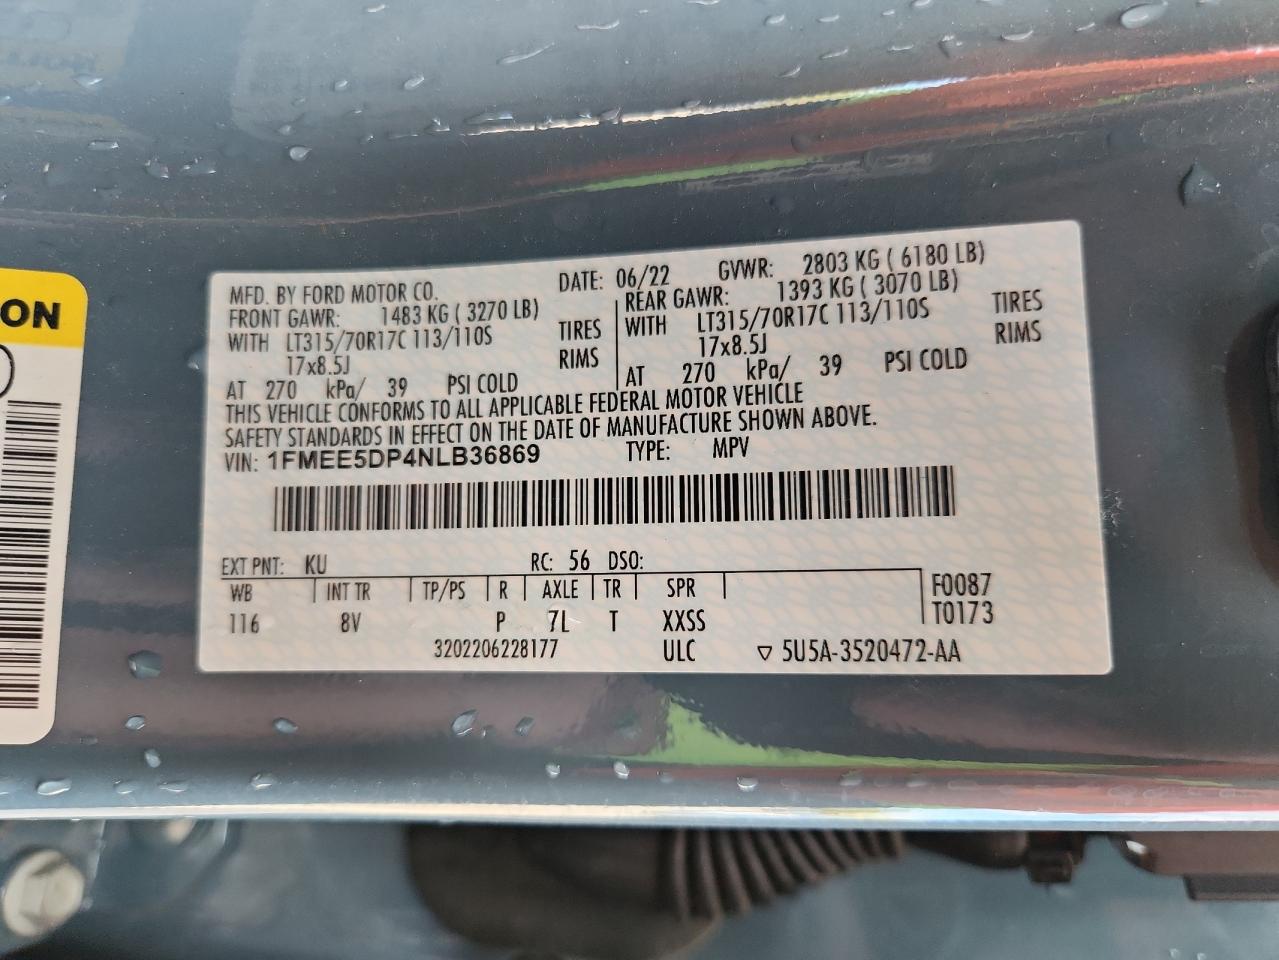 ON
MFD. BY FORD MOTOR CO. DATE: 06/22 GVWR: 2803 KG ( 6180 LB)
FRONT GAWR: 1483 KG ( 3270 LB) REAR GAWR: 1393 KG ( 3070 LB)
WITH LT315/70R17C 113/110S TIRES WITH LT315/70R17C 113/110S TIRES
17x8.5J RIMS 17x8.5J RIMS
AT 270 kPa/ 39 PSI COLD AT 270 kPa/ 39 PSI COLD
THIS VEHICLE CONFORMS TO ALL APPLICABLE FEDERAL MOTOR VEHICLE
SAFETY STANDARDS IN EFFECT ON THE DATE OF MANUFACTURE SHOWN ABOVE.
VIN: 1FMEE5DP4NLB36869 TYPE: MPV
EXT PNT: KU RC: 56 DSO:
WB INT TR TP/PS R AXLE TR SPR F0087
116 8V P 7L T XXSS T0173
3202206228177 ULC ▽ 5U5A-3520472-AA